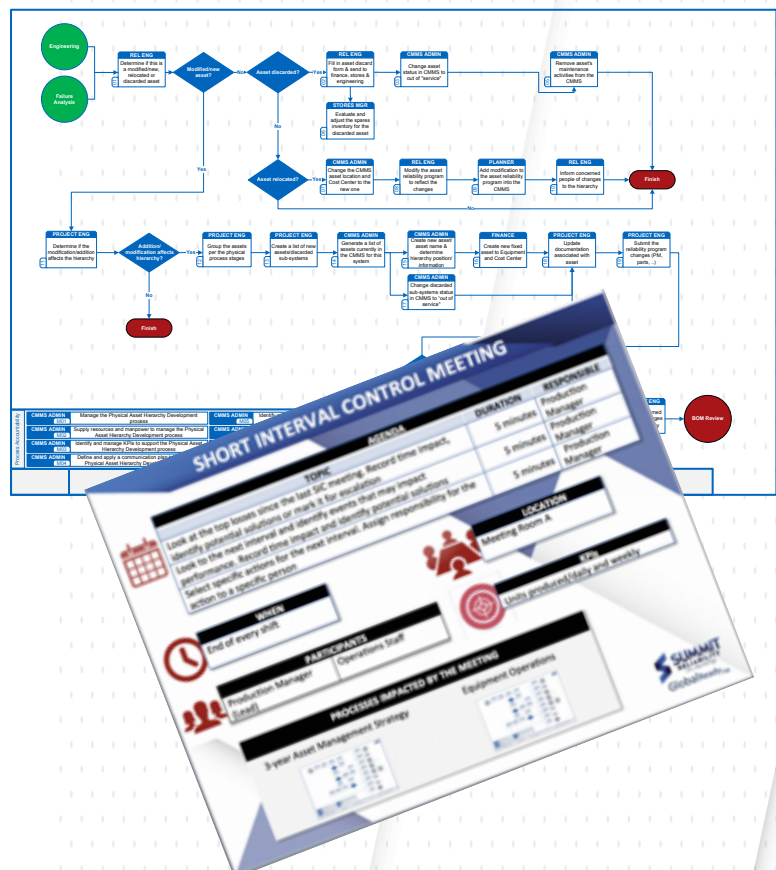 Engineering
Failure
Analysis
REL ENG
Determine if this is
a modified/new,
relocated or
discarded asset
Modified/new
asset?
No
Asset discarded?
Yes
REL ENG
Fill in asset discard
form & send to
finance, stores &
engineering
CMMS ADMIN
Change asset
status in CMMS to
out of "service"
CMMS ADMIN
Remove asset's
maintenance
activities from the
CMMS
STORES MGR
Evaluate and
adjust the spares
inventory for the
discarded asset
No
Yes
Asset relocated?
Yes
CMMS ADMIN
Change the CMMS
asset location and
Cost Center to the
new one
REL ENG
Modify the asset
reliability program
to reflect the
changes
PLANNER
Add modification to
the asset reliability
program into the
CMMS
REL ENG
Inform concerned
people of changes
to the hierarchy
Finish
No
PROJECT ENG
Determine if the
modification/addition
affects the hierarchy
Addition/
modification affects
hierarchy?
Yes
PROJECT ENG
Group the assets
per the physical
process stages
PROJECT ENG
Create a list of new
assets/discarded
sub-systems
CMMS ADMIN
Generate a list of
assets currently in
the CMMS for this
system
CMMS ADMIN
Create new asset/
asset name &
determine
hierarchy position/
information
FINANCE
Create new fixed
asset to Equipment
and Cost Center
PROJECT ENG
Update
documentation
associated with
asset
PROJECT ENG
Submit the
reliability program
changes (PM,
parts, ..)
CMMS ADMIN
Change discarded
sub-systems status
in CMMS to "out of
service"
No
Finish
BOM Review
Process Accountability
CMMS ADMIN
M01
Manage the Physical Asset Hierarchy Development
process
CMMS ADMIN
CMMS ADMIN
M02
Supply resources and manpower to manage the Physical
Asset Hierarchy Development process
CMMS ADMIN
M03
Identify and manage KPIs to support the Physical Asset
Hierarchy Development process
CMMS ADMIN
M04
Define and apply a communication
Physical Asset Hierarchy
SHORT INTERVAL CONTROL MEETING
AGENDA
TOPIC
DURATION
RESPONSIBLE
Look at the top losses since the last SIC meeting. Record time impact,
identify potential solutions or mark it for escalation
5 minutes
Production
Manager
Look to the next interval and identify events that may impact
performance. Record time impact and identify potential solutions
5 minutes
Production
Manager
Select specific actions for the next interval. Assign responsibility for the
action to a specific person
5 minutes
Production
Manager
WHEN
End of every shift
LOCATION
Meeting Room A
PARTICIPANTS
Production Manager
(Lead)
Operations Staff
KPIs
Units produced/daily and weekly
PROCESSES IMPACTED BY THE MEETING
3-year Asset Management Strategy
Equipment Operations
SUMMIT
RELIABILITY